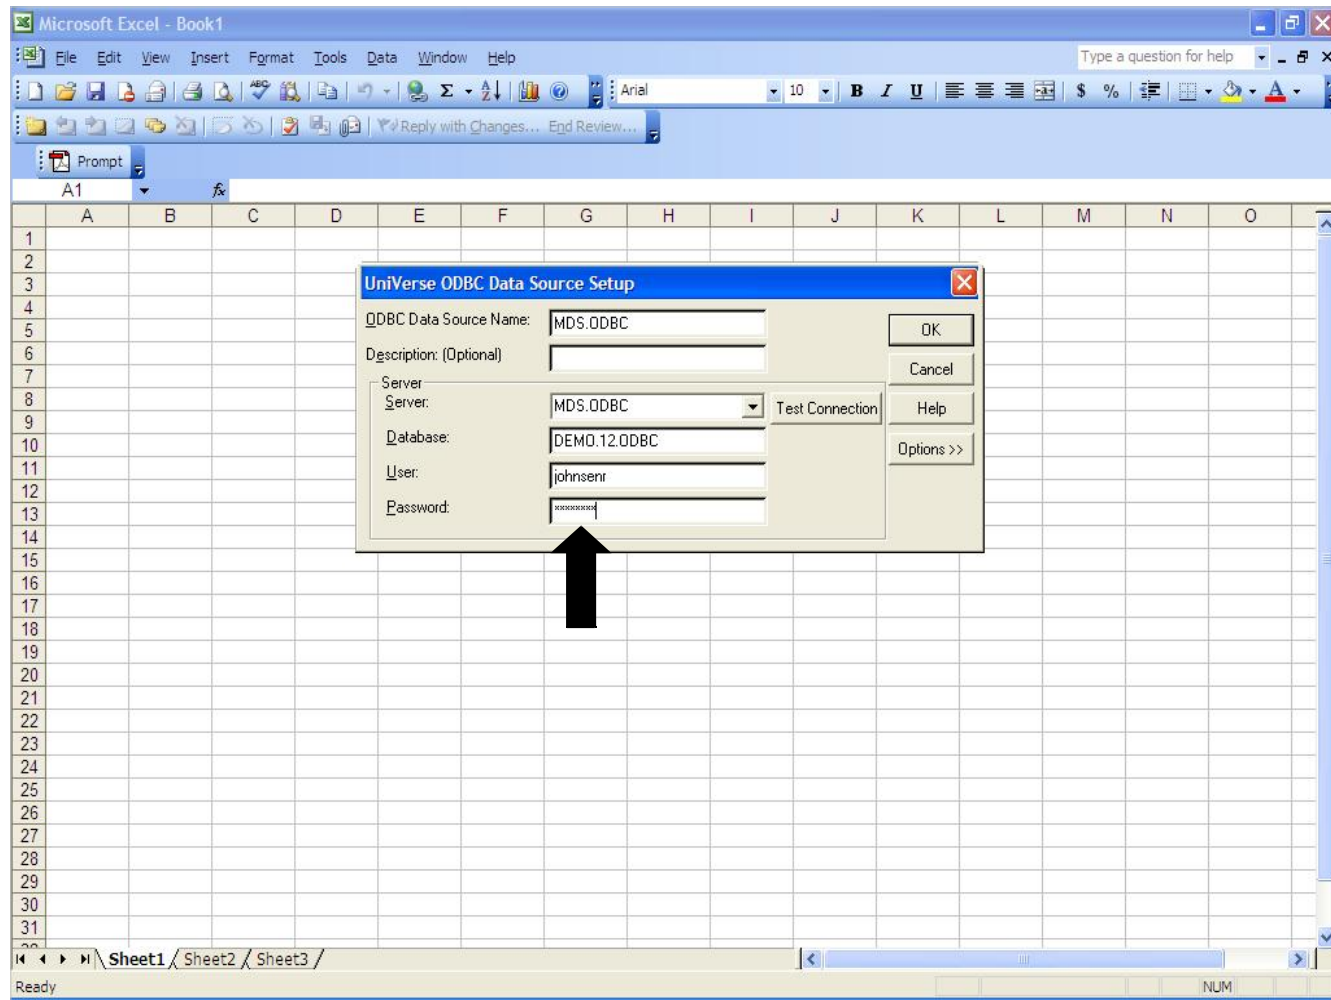 Microsoft Excel - Book1
File Edit View Insert Format Tools Data Window Help Type a question for help
Arial 10 B I U $ %
Reply with Changes... End Review...
Prompt
A1 fx
A B C D E F G H I J K L M N O
1
2
3
4
5
6
7
8
9
10
11
12
13
14
15
16
17
18
19
20
21
22
23
24
25
26
27
28
29
30
31
UniVerse ODBC Data Source Setup
ODBC Data Source Name: MDS.ODBC OK
Description: (Optional) Cancel
Server
Server: MDS.ODBC Test Connection Help
Database: DEMO.12.ODBC Options >>
User: johnsenr
Password: xxxxxxxx
Sheet1 Sheet2 Sheet3
Ready NUM